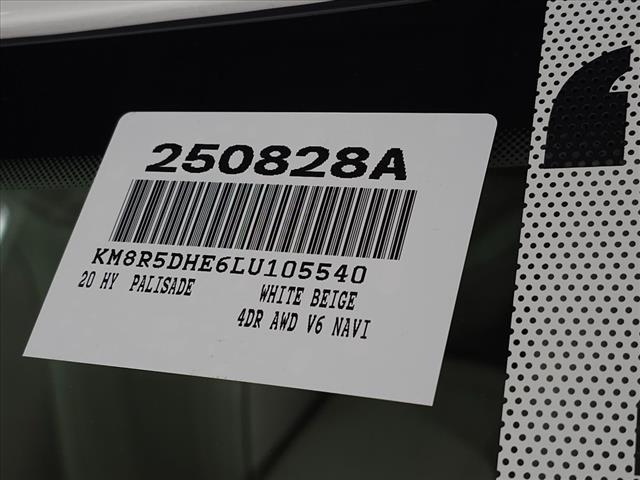 250828A
KM8R5DHE6LU105540
20 HY PALISADE WHITE BEIGE
4DR AWD V6 NAVI